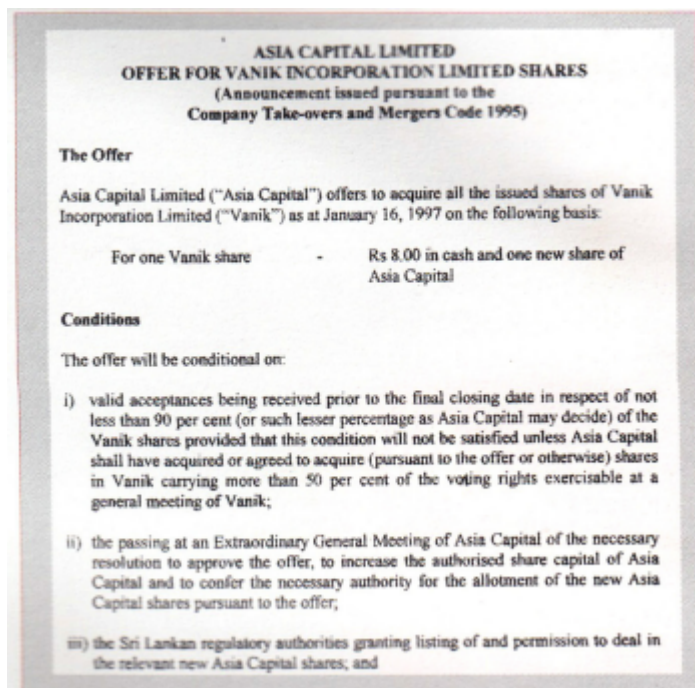 ASIA CAPITAL LIMITED
OFFER FOR VANIK INCORPORATION LIMITED SHARES
(Announcement issued pursuant to the
Company Take-overs and Mergers Code 1995)
The Offer
Asia Capital Limited ("Asia Capital") offers to acquire all the issued shares of Vanik
Incorporation Limited ("Vanik") as at January 16, 1997 on the following basis:
For one Vanik share - Rs 8.00 in cash and one new share of
Asia Capital
Conditions
The offer will be conditional on:
i) valid acceptances being received prior to the final closing date in respect of not
less than 90 per cent (or such lesser percentage as Asia Capital may decide) of the
Vanik shares provided that this condition will not be satisfied unless Asia Capital
shall have acquired or agreed to acquire (pursuant to the offer or otherwise) shares
in Vanik carrying more than 50 per cent of the voting rights exercisable at a
general meeting of Vanik;
ii) the passing at an Extraordinary General Meeting of Asia Capital of the necessary
resolution to approve the offer, to increase the authorised share capital of Asia
Capital and to confer the necessary authority for the allotment of the new Asia
Capital shares pursuant to the offer;
iii) the Sri Lankan regulatory authorities granting listing of and permission to deal in
the relevant new Asia Capital shares; and